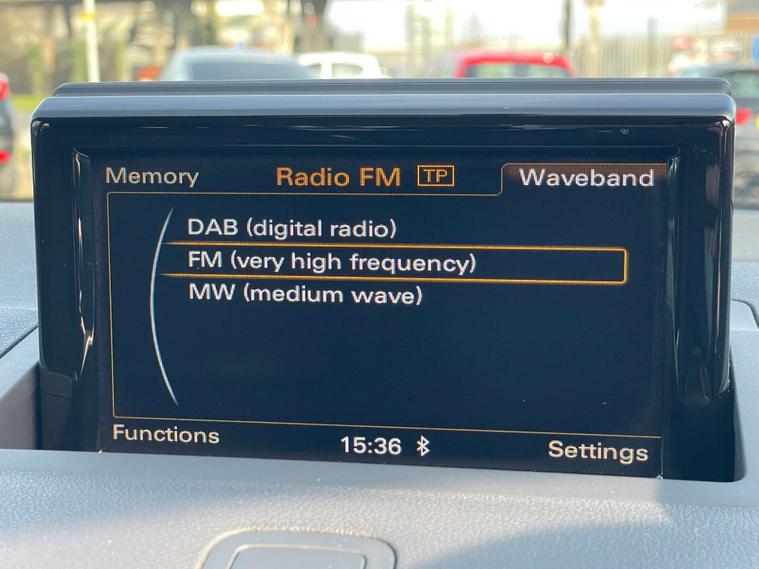 Memory Radio FM TP Waveband
DAB (digital radio)
FM (very high frequency)
MW (medium wave)
Functions 15:36 Settings